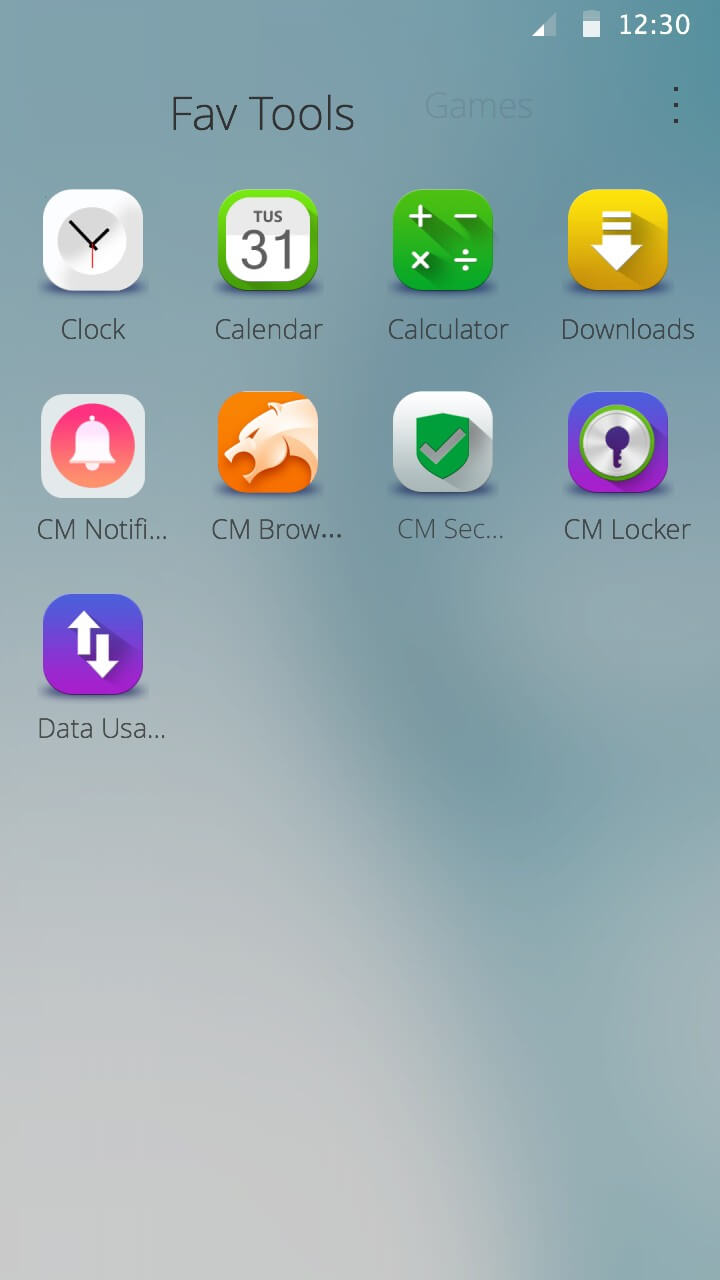 12:30
Fav Tools
Games
TUS
31
Clock
Calendar
Calculator
Downloads
CM Notifi...
CM Brow...
CM Sec...
CM Locker
Data Usa...